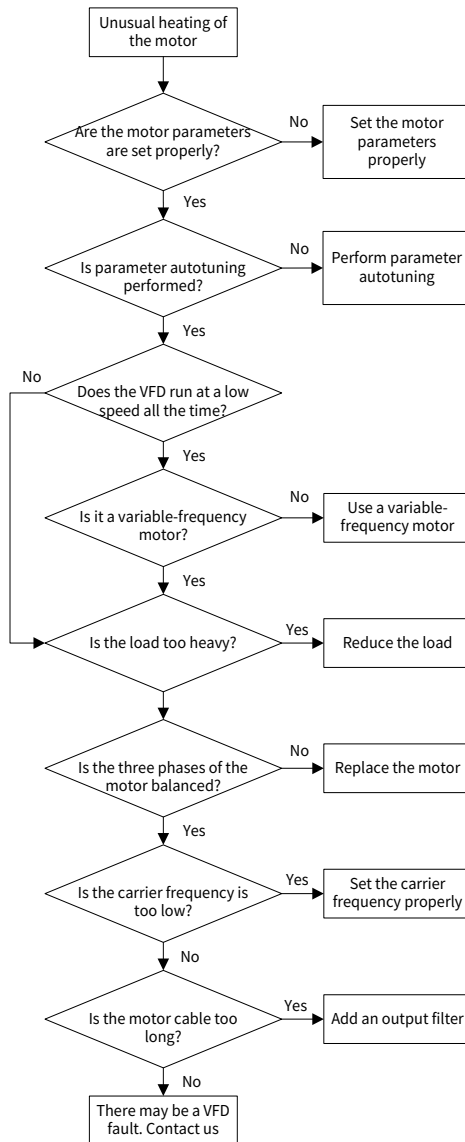 Unusual heating of
the motor
Are the motor parameters
are set properly?
No
Set the motor
parameters
properly
Yes
Is parameter autotuning
performed?
No
Perform parameter
autotuning
Yes
No
Does the VFD run at a low
speed all the time?
Yes
Is it a variable-frequency
motor?
No
Use a variable-
frequency motor
Yes
Is the load too heavy?
Yes
Reduce the load
Is the three phases of the
motor balanced?
No
Replace the motor
Yes
Is the carrier frequency is
too low?
Yes
Set the carrier
frequency properly
No
Is the motor cable too
long?
Yes
Add an output filter
No
There may be a VFD
fault. Contact us